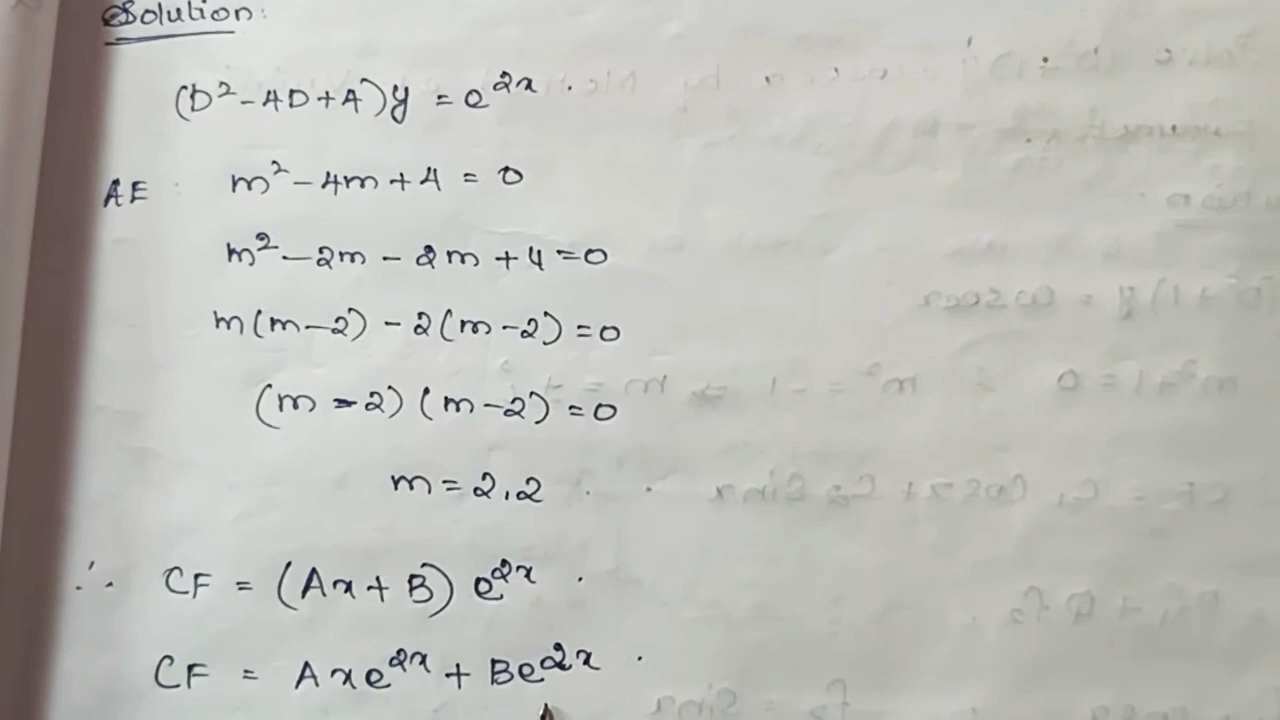 Solution:
(D²-4D+4)y = e^{2x}.
AE : m²-4m+4 = 0
m²-2m-2m+4=0
m(m-2)-2(m-2)=0
(m-2)(m-2)=0
m=2,2
∴ CF = (Ax+B) e^{2x}.
CF = Axe^{2x} + Be^{2x}.